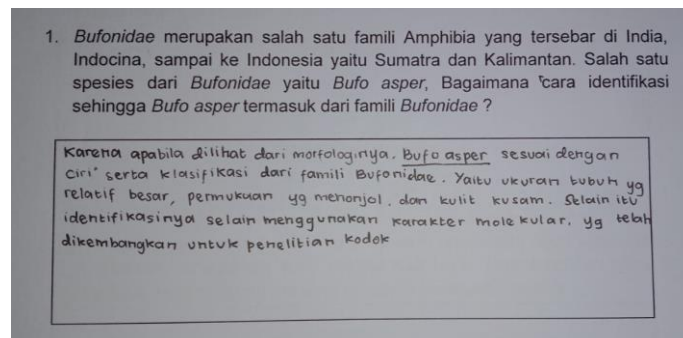 1. Bufonidae merupakan salah satu famili Amphibia yang tersebar di India,
Indocina, sampai ke Indonesia yaitu Sumatra dan Kalimantan. Salah satu
spesies dari Bufonidae yaitu Bufo asper, Bagaimana cara identifikasi
sehingga Bufo asper termasuk dari famili Bufonidae ?
Karena apabila dilihat dari morfologinya. Bufo asper sesuai dengan
Ciri" serta klasifikasi dari famili Bufonidae. Yaitu ukuran tubuh yg
relatif besar, permukuan yg menonjol, dan kulit kusam. Selain itu
identifikasinya selain menggunakan karakter molekular, yg telah
dikembangkan untuk penelitian kodok